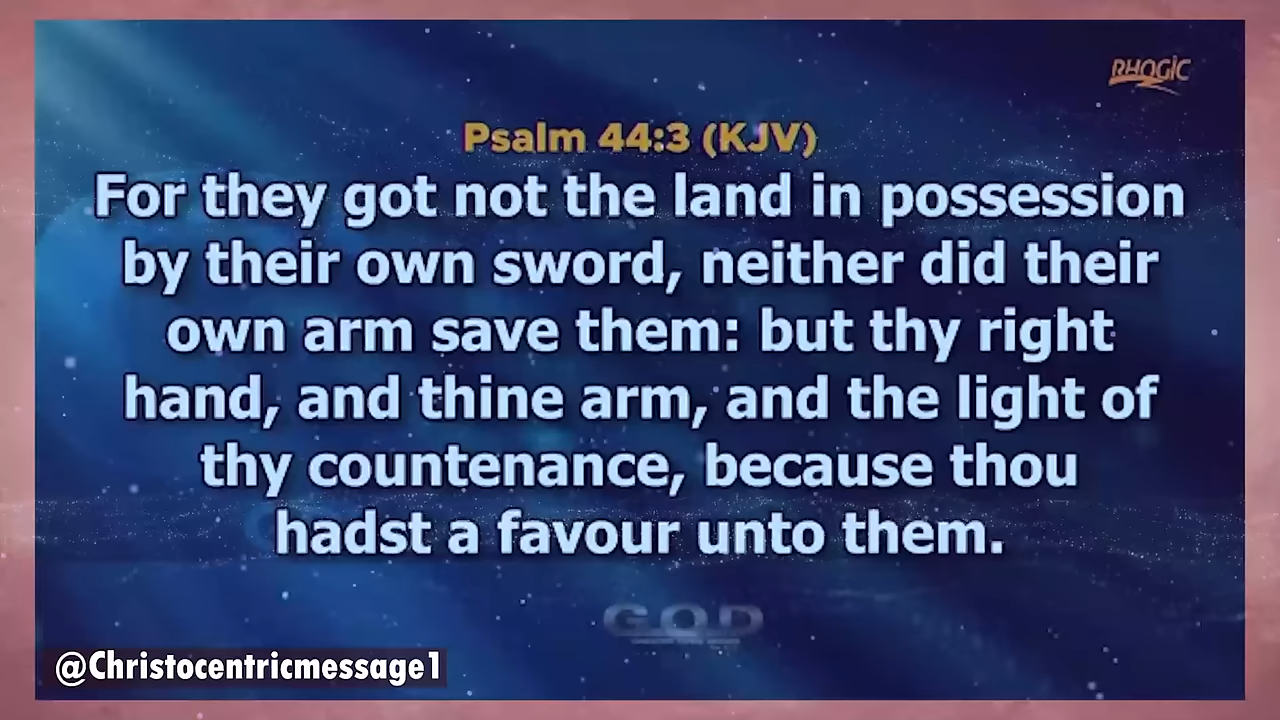 RHOGIC
Psalm 44:3 (KJV)
For they got not the land in possession
by their own sword, neither did their
own arm save them: but thy right
hand, and thine arm, and the light of
thy countenance, because thou
hadst a favour unto them.
G.O.D
@Christocentricmessage1